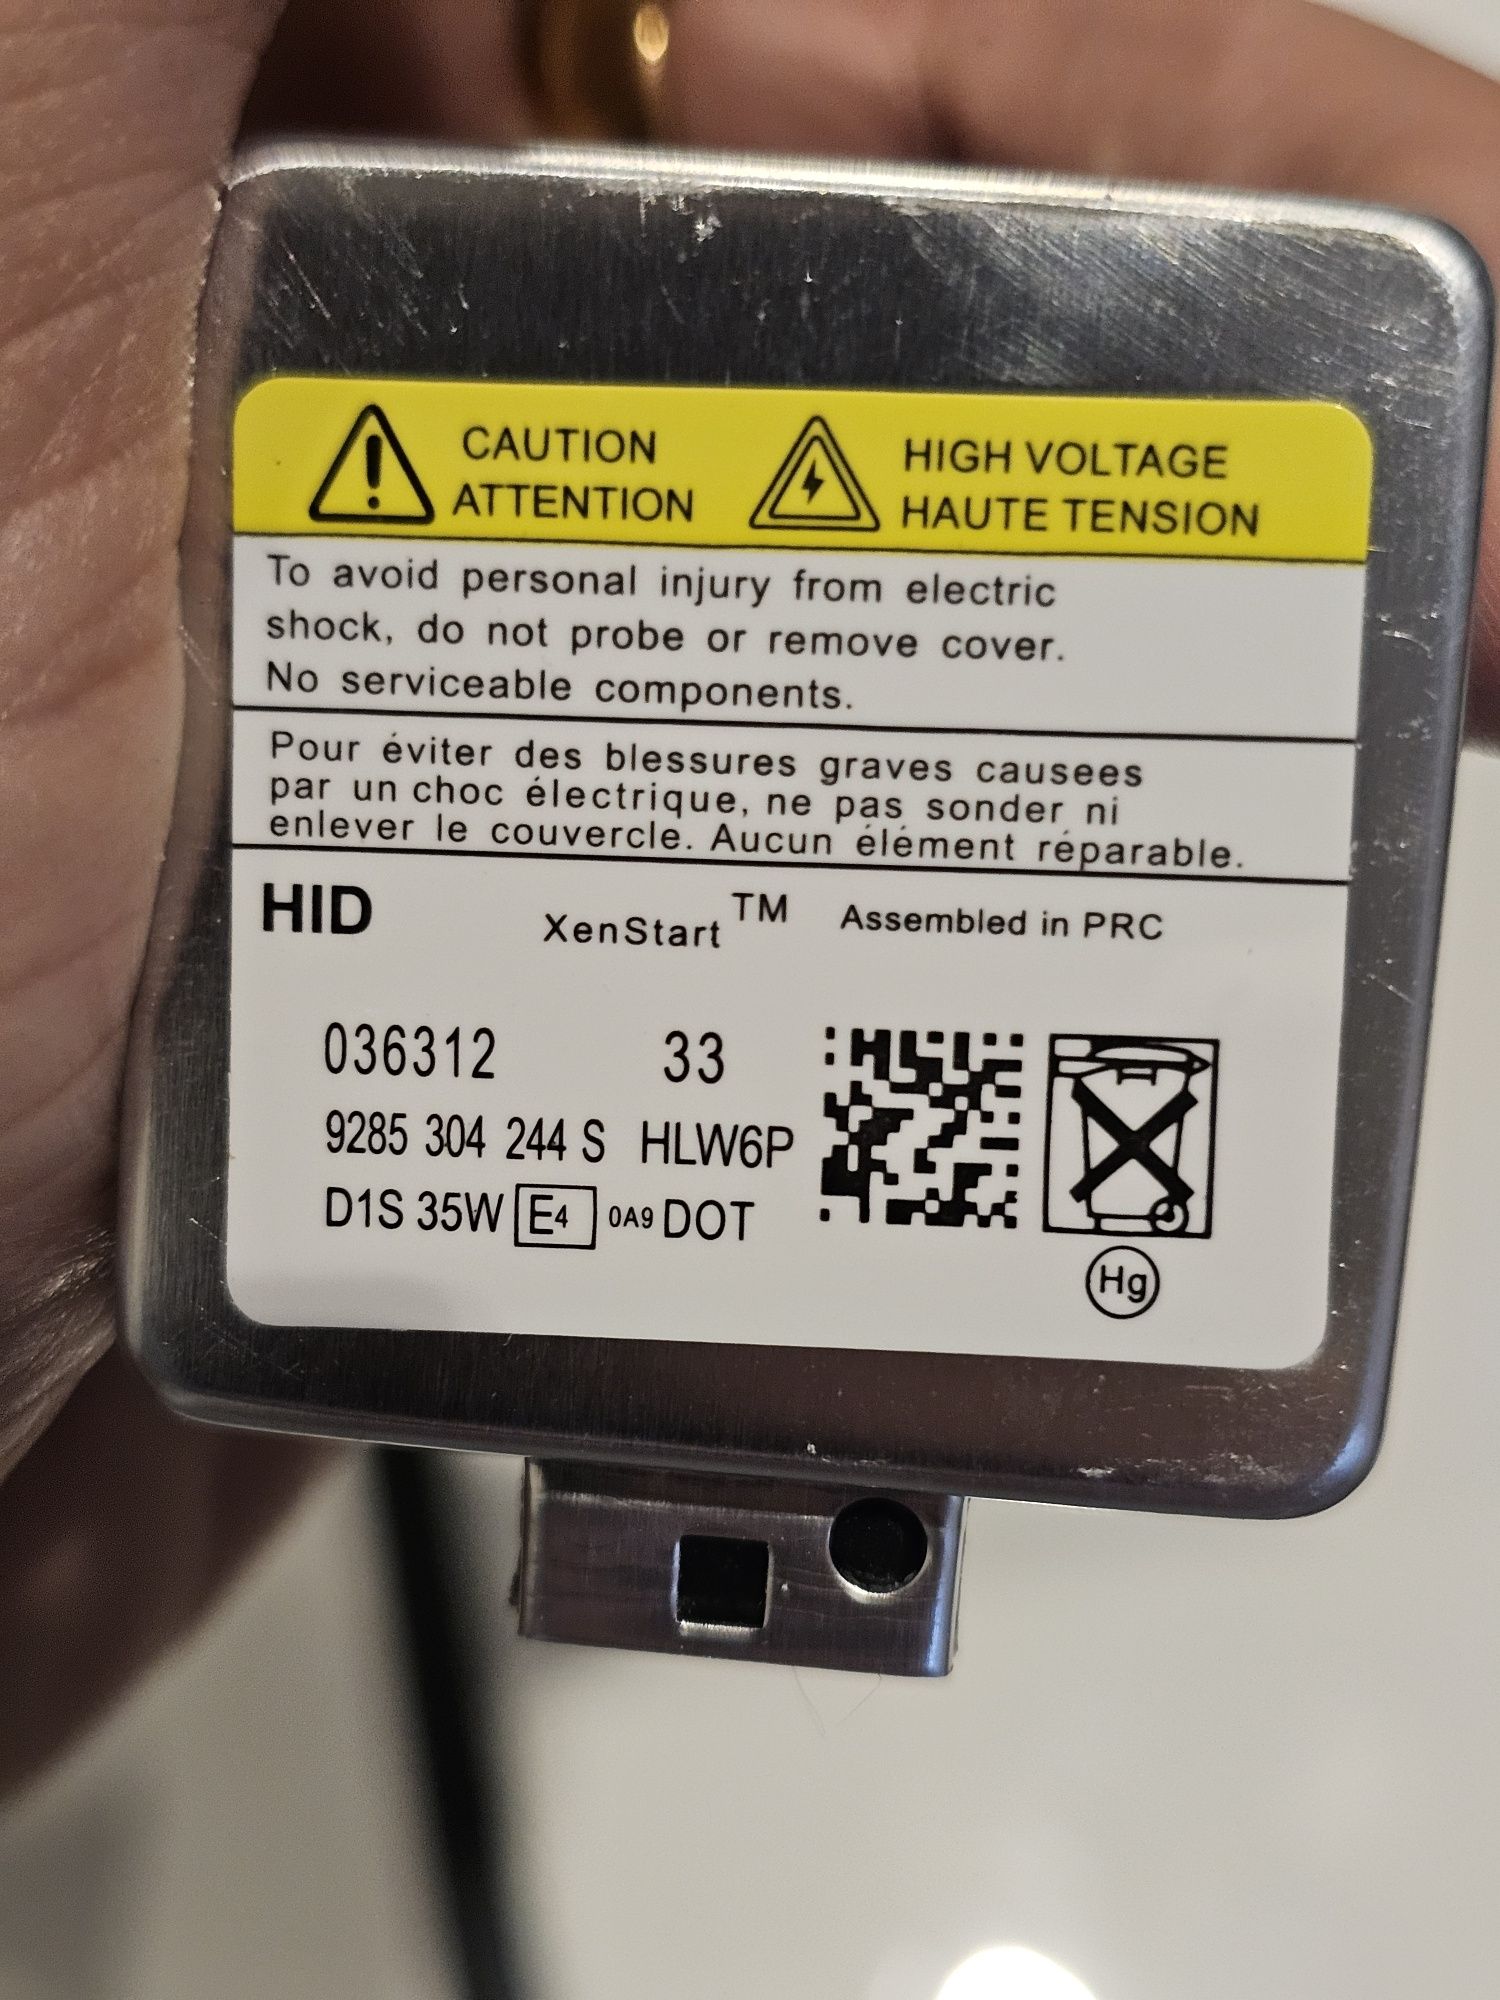 CAUTION
ATTENTION
HIGH VOLTAGE
HAUTE TENSION
To avoid personal injury from electric
shock, do not probe or remove cover.
No serviceable components.
Pour éviter des blessures graves causees
par un choc électrique, ne pas sonder ni
enlever le couvercle. Aucun élément réparable.
HID XenStart™ Assembled in PRC
036312 33
9285 304 244 S HLW6P
D1S 35W E4 0A9 DOT
Hg